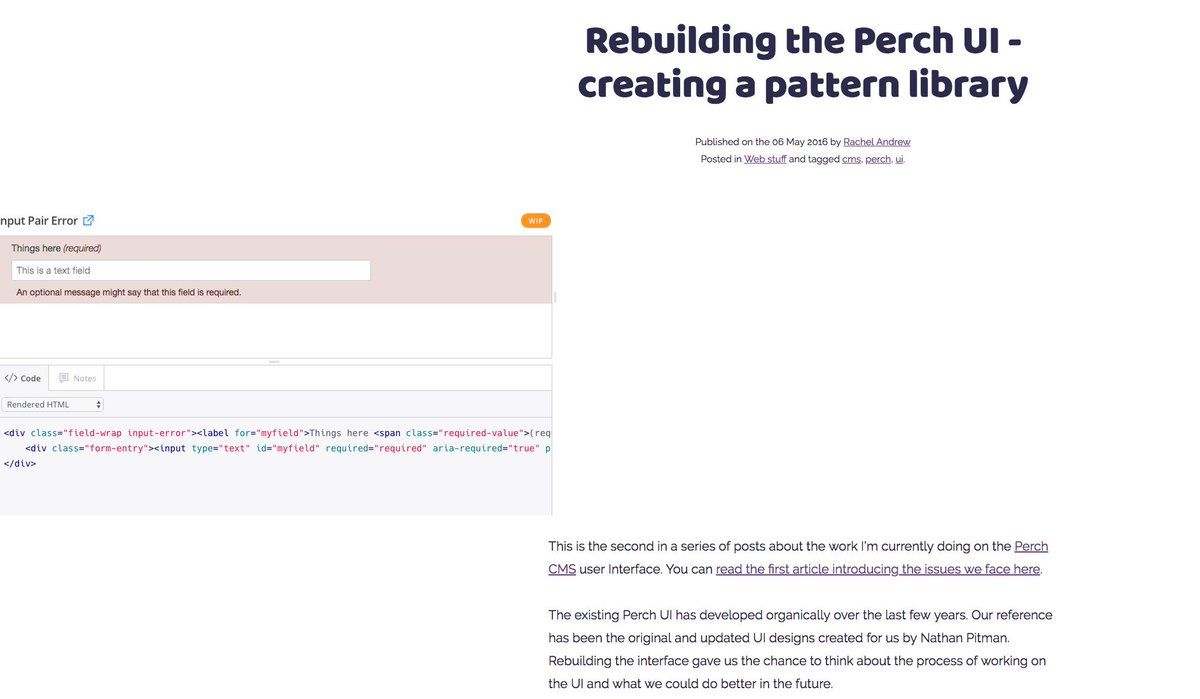 Rebuilding the Perch UI -
creating a pattern library
Published on the 06 May 2016 by Rachel Andrew
Posted in Web stuff and tagged cms, perch, ui.
nput Pair Error
WIP
Things here (required)
This is a text field
An optional message might say that this field is required.
</> Code
Notes
Rendered HTML
<div class="field-wrap input-error"><label for="myfield">Things here <span class="required-value">(req
<div class="form-entry"><input type="text" id="myfield" required="required" aria-required="true" p
</div>
This is the second in a series of posts about the work I'm currently doing on the Perch
CMS user Interface. You can read the first article introducing the issues we face here.
The existing Perch UI has developed organically over the last few years. Our reference
has been the original and updated UI designs created for us by Nathan Pitman.
Rebuilding the interface gave us the chance to think about the process of working on
the UI and what we could do better in the future.